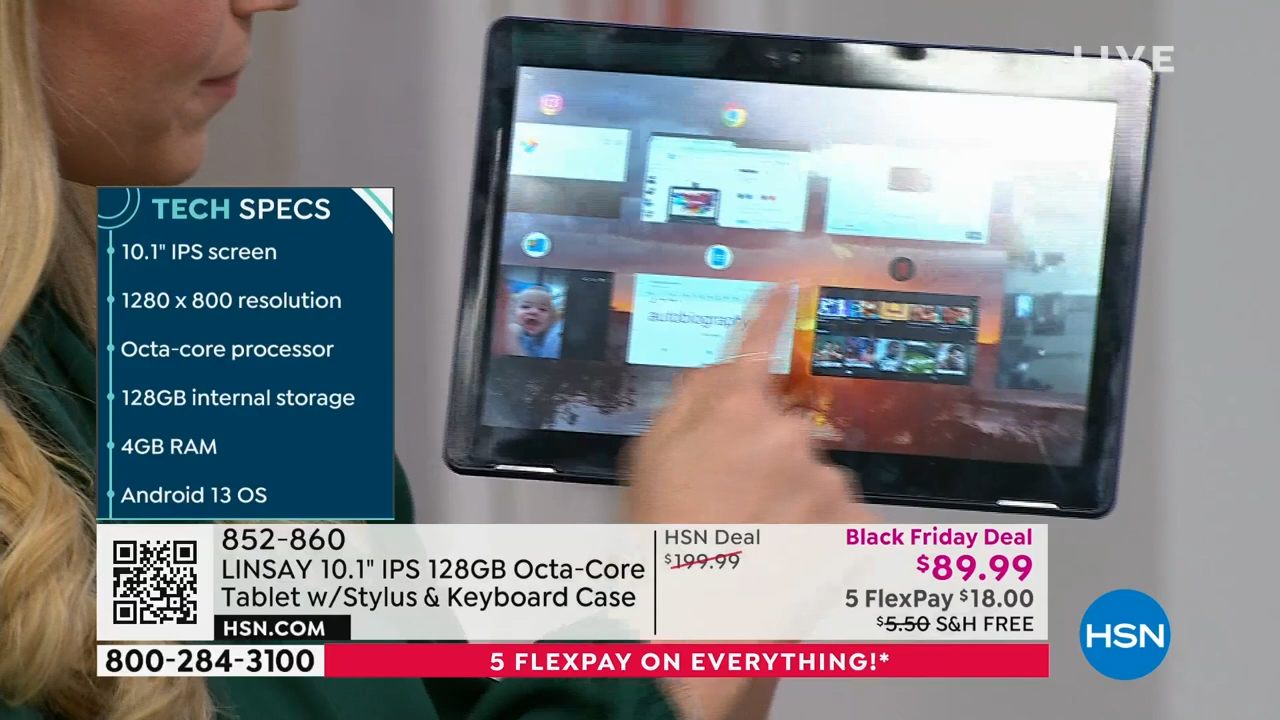 LIVE
TECH SPECS
10.1" IPS screen
1280 x 800 resolution
Octa-core processor
128GB internal storage
4GB RAM
Android 13 OS
autobiography
852-860
LINSAY 10.1" IPS 128GB Octa-Core
Tablet w/Stylus & Keyboard Case
HSN.COM
HSN Deal
$199.99
Black Friday Deal
$89.99
5 FlexPay $18.00
$5.50 S&H FREE
800-284-3100
5 FLEXPAY ON EVERYTHING!*
HSN